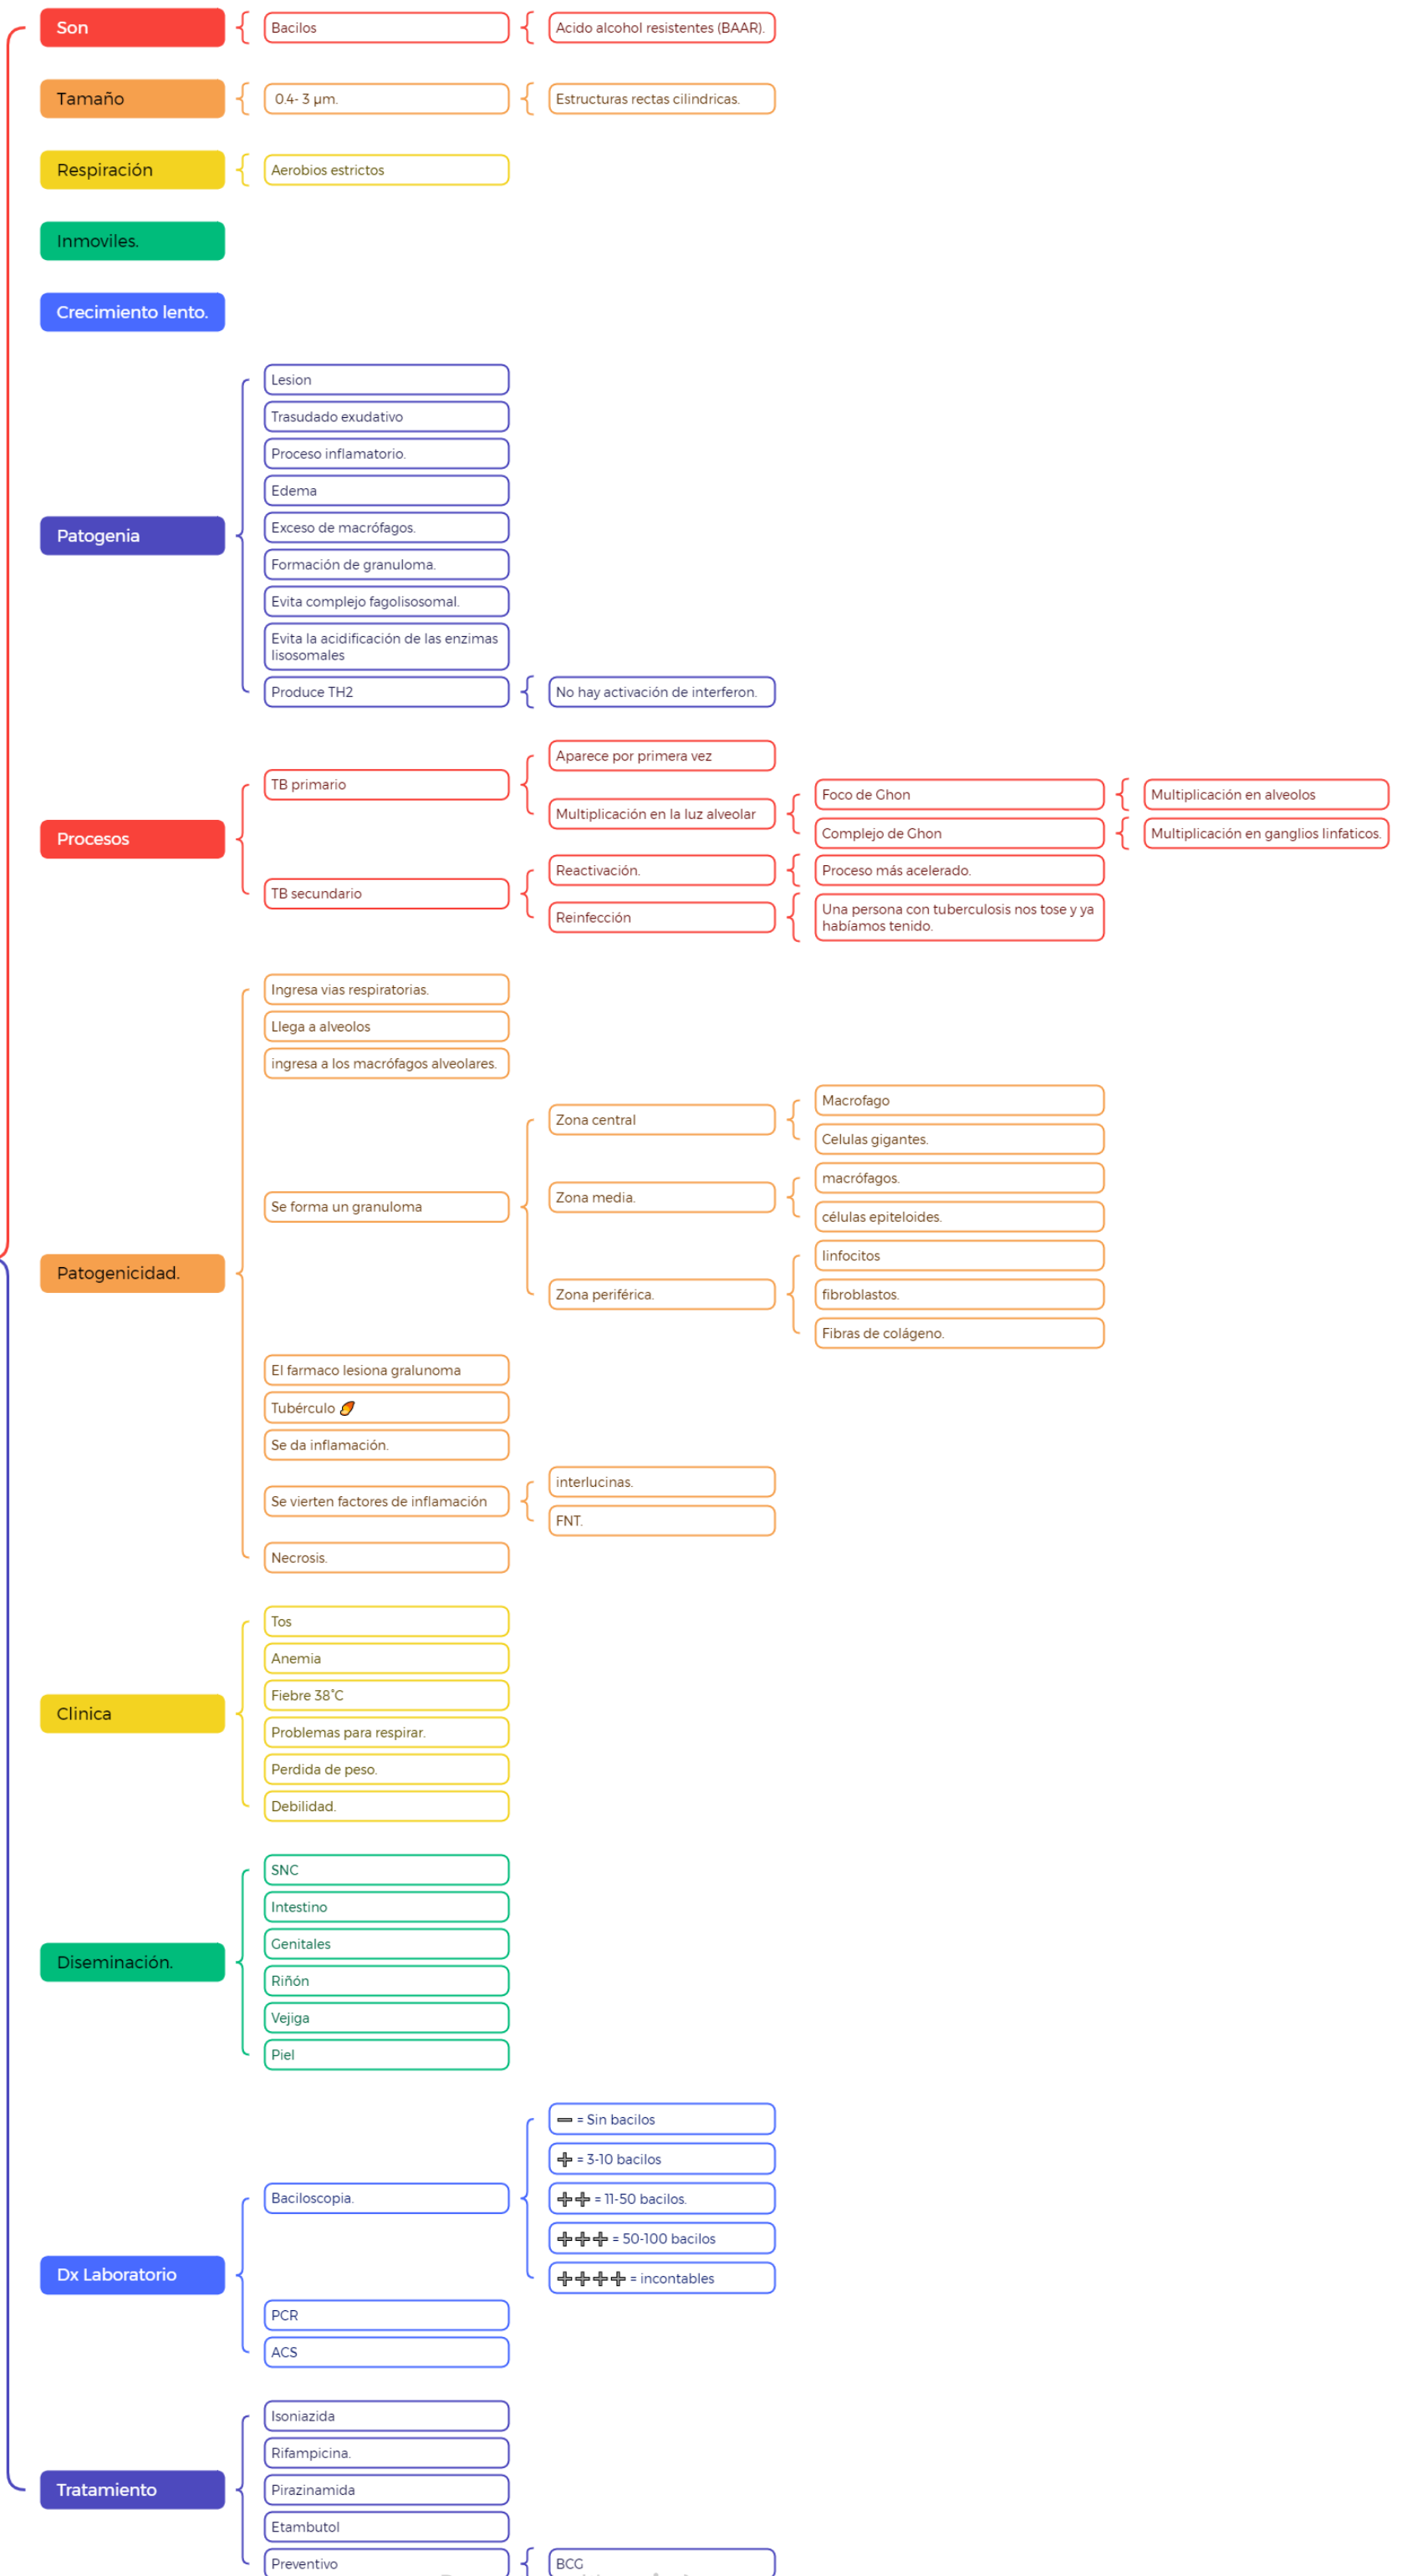 Son
Bacilos
Acido alcohol resistentes (BAAR).
Tamaño
0.4- 3 µm.
Estructuras rectas cilindricas.
Respiración
Aerobios estrictos
Inmoviles.
Crecimiento lento.
Patogenia
Lesion
Trasudado exudativo
Proceso inflamatorio.
Edema
Exceso de macrófagos.
Formación de granuloma.
Evita complejo fagolisosomal.
Evita la acidificación de las enzimas
lisosomales
Produce TH2
No hay activación de interferon.
Procesos
TB primario
Aparece por primera vez
Multiplicación en la luz alveolar
Foco de Ghon
Multiplicación en alveolos
Complejo de Ghon
Multiplicación en ganglios linfaticos.
TB secundario
Reactivación.
Proceso más acelerado.
Reinfección
Una persona con tuberculosis nos tose y ya
habíamos tenido.
Patogenicidad.
Ingresa vias respiratorias.
Llega a alveolos
ingresa a los macrófagos alveolares.
Se forma un granuloma
Zona central
Macrofago
Celulas gigantes.
Zona media.
macrófagos.
células epiteloides.
Zona periférica.
linfocitos
fibroblastos.
Fibras de colágeno.
El farmaco lesiona gralunoma
Tubérculo
Se da inflamación.
Se vierten factores de inflamación
interlucinas.
FNT.
Necrosis.
Clinica
Tos
Anemia
Fiebre 38°C
Problemas para respirar.
Perdida de peso.
Debilidad.
Diseminación.
SNC
Intestino
Genitales
Riñón
Vejiga
Piel
Dx Laboratorio
Baciloscopia.
➖ = Sin bacilos
➕ = 3-10 bacilos
➕➕ = 11-50 bacilos.
➕➕➕ = 50-100 bacilos
➕➕➕➕ = incontables
PCR
ACS
Tratamiento
Isoniazida
Rifampicina.
Pirazinamida
Etambutol
Preventivo
BCG